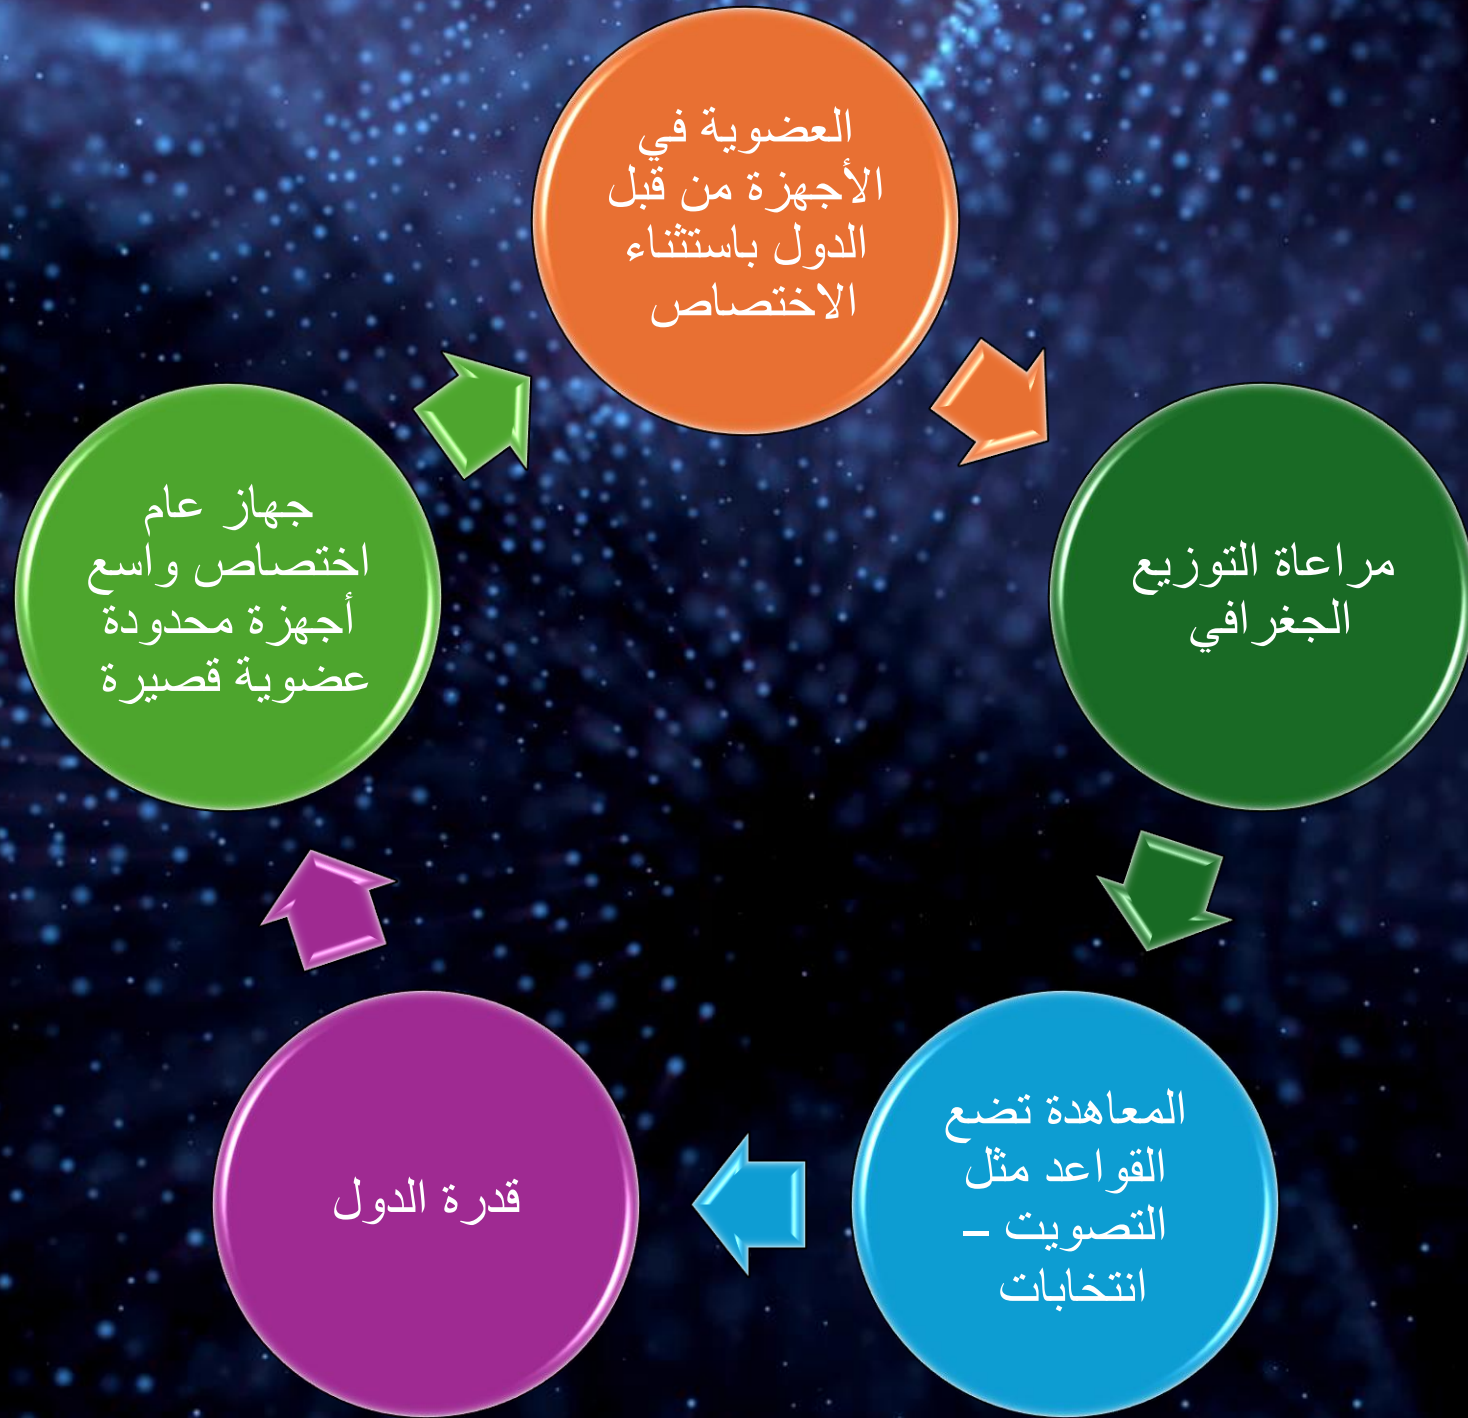 العضوية في
الأجهزة من قبل
الدول باستثناء
الاختصاص
مراعاة التوزيع
الجغرافي
المعاهدة تضع
القواعد مثل
التصويت –
انتخابات
قدرة الدول
جهاز عام
اختصاص واسع
أجهزة محدودة
عضوية قصيرة